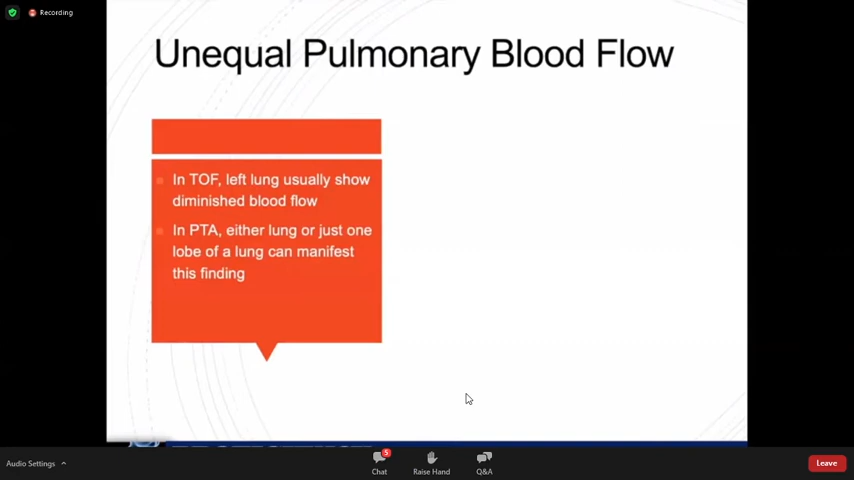 Recording
Unequal Pulmonary Blood Flow
In TOF, left lung usually show
diminished blood flow
In PTA, either lung or just one
lobe of a lung can manifest
this finding
Audio Settings
5
Chat
Raise Hand
Q&A
Leave